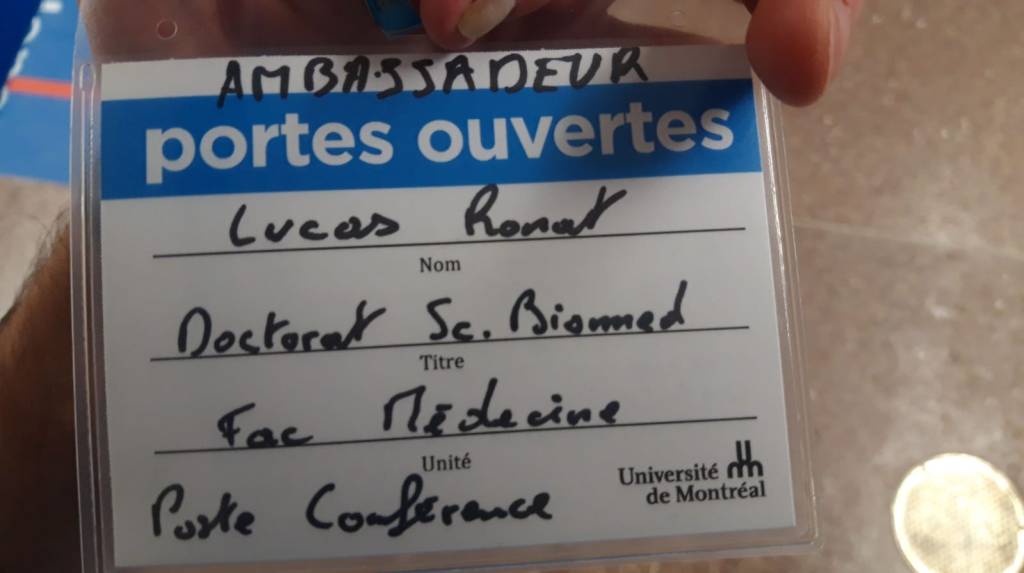 AMBASSADEUR
portes ouvertes
Lucas Ronat
Nom
Doctorat Sc. Biomed
Titre
Fac Médecine
Unité
Université
de Montréal
Poste Conférence